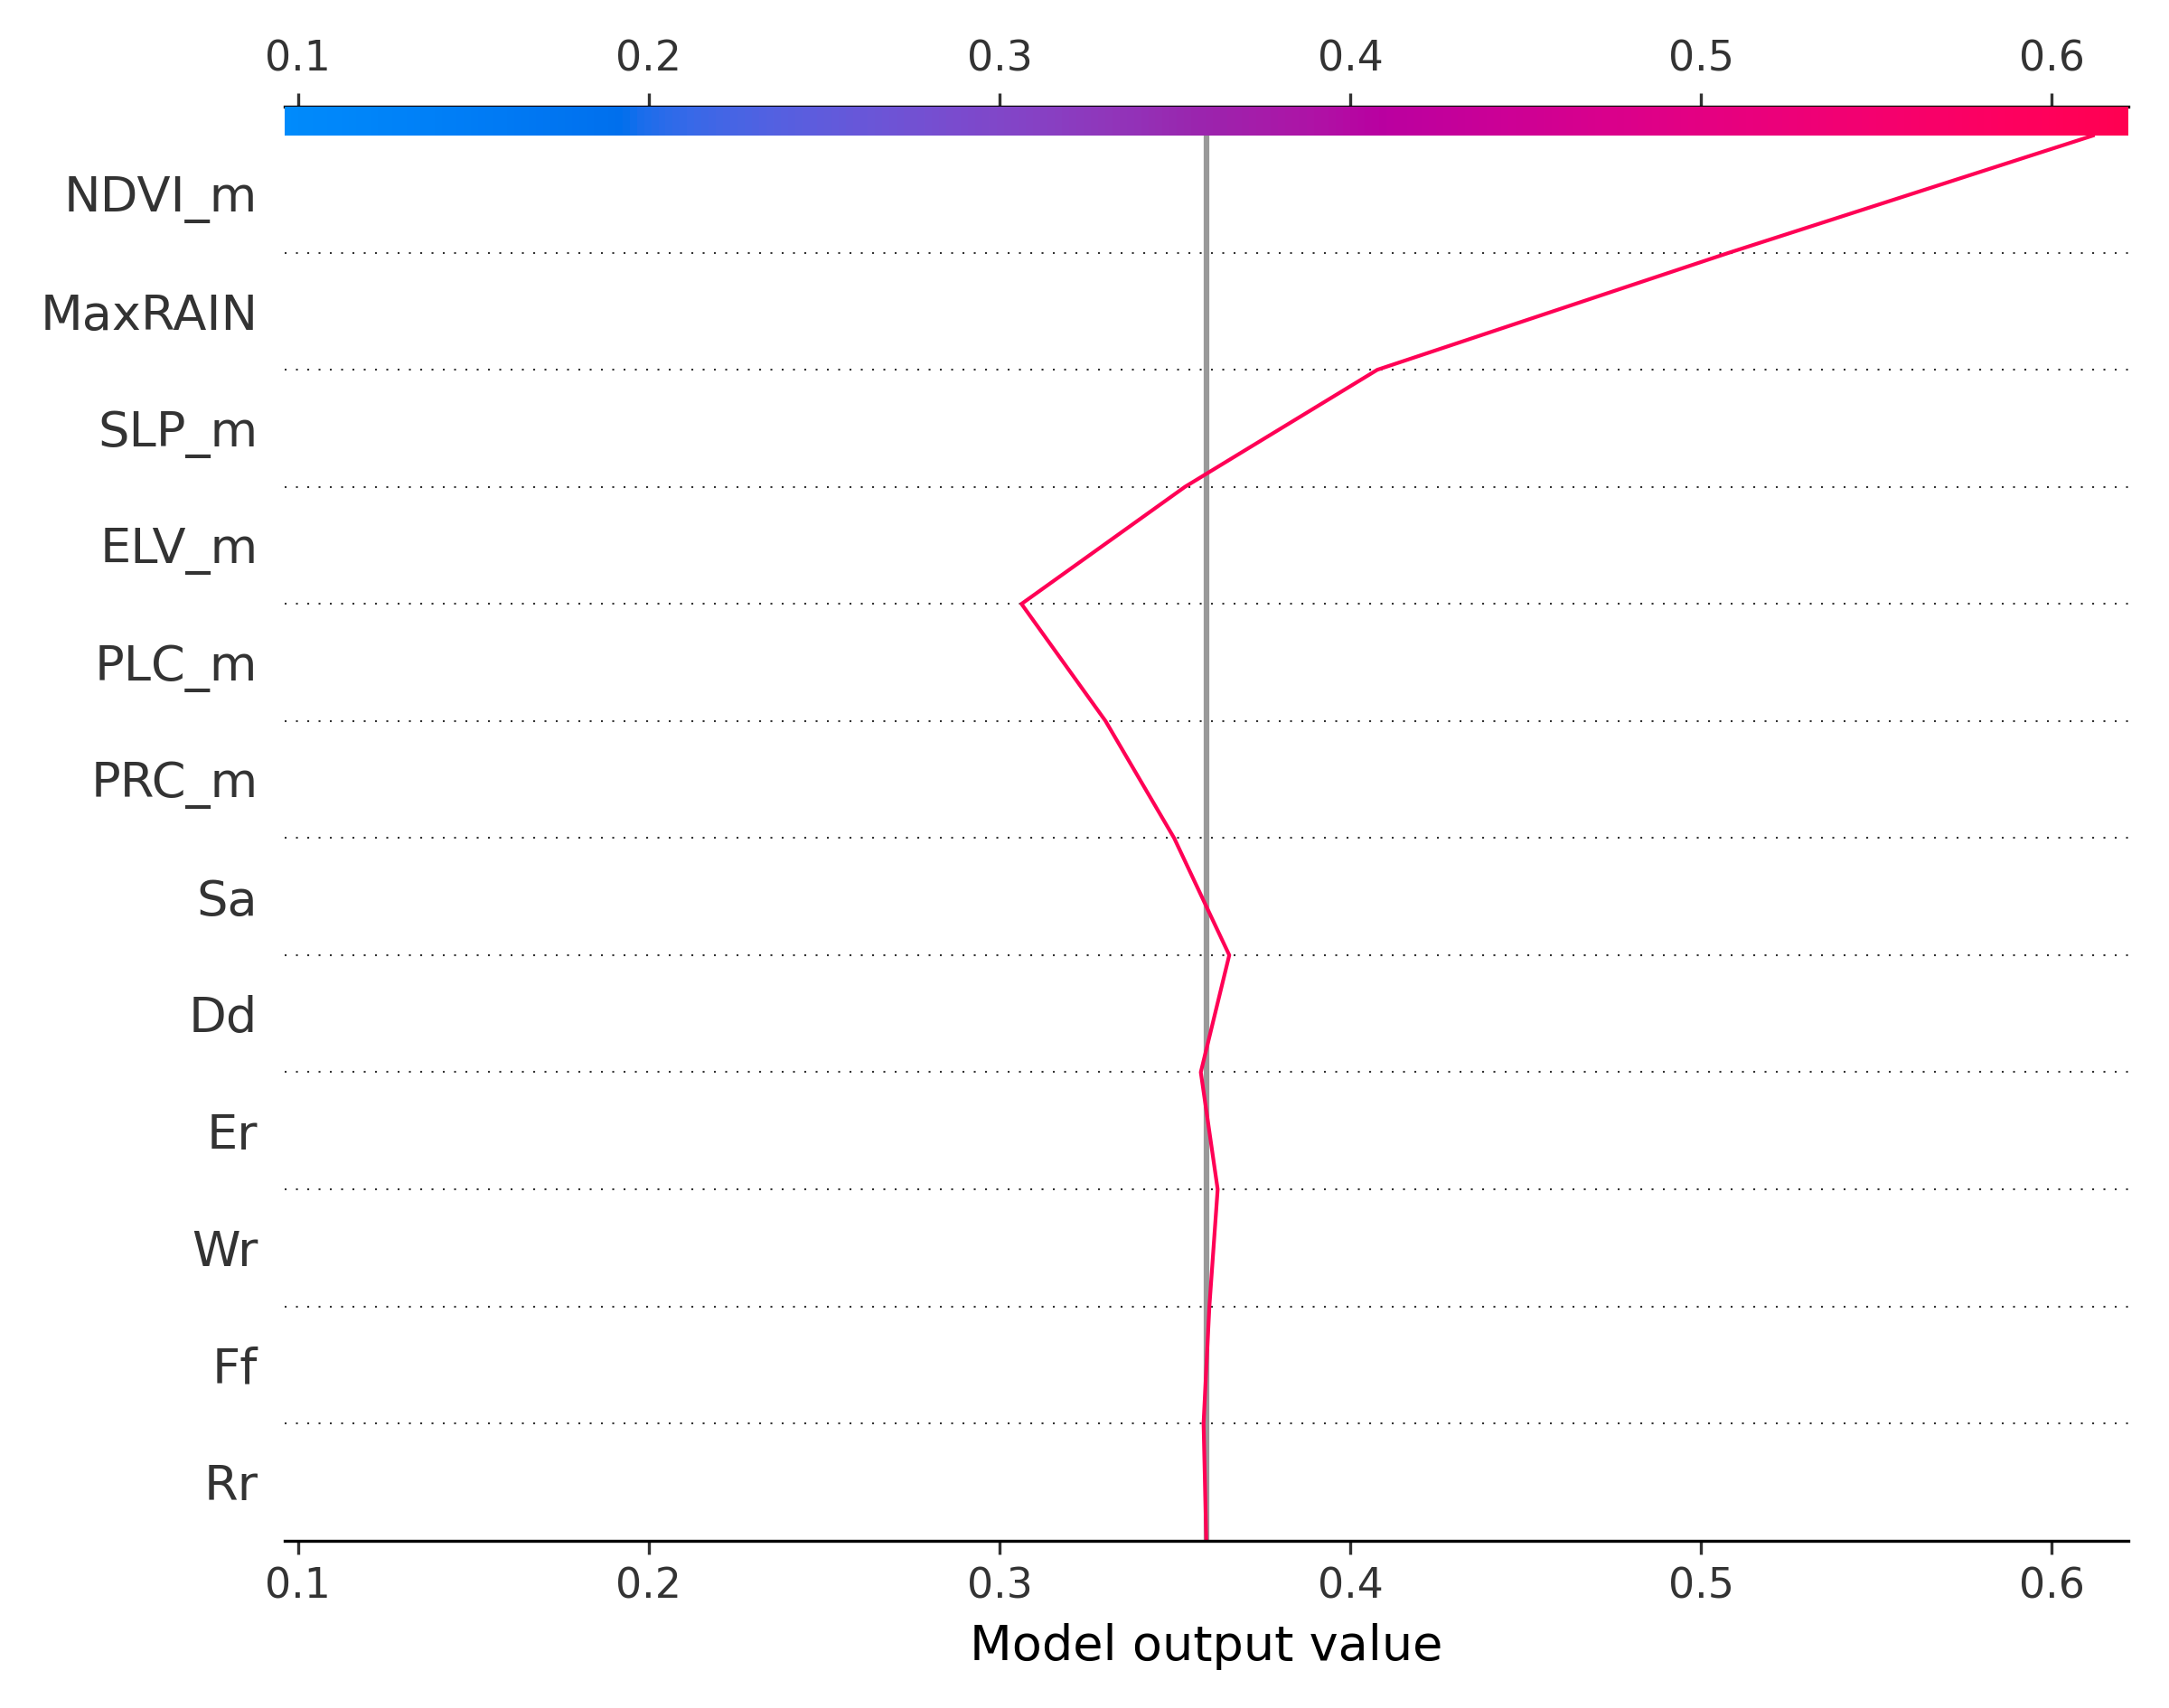 0.1 0.2 0.3 0.4 0.5 0.6
NDVI_m
MaxRAIN
SLP_m
ELV_m
PLC_m
PRC_m
Sa
Dd
Er
Wr
Ff
Rr
0.1 0.2 0.3 0.4 0.5 0.6
Model output value